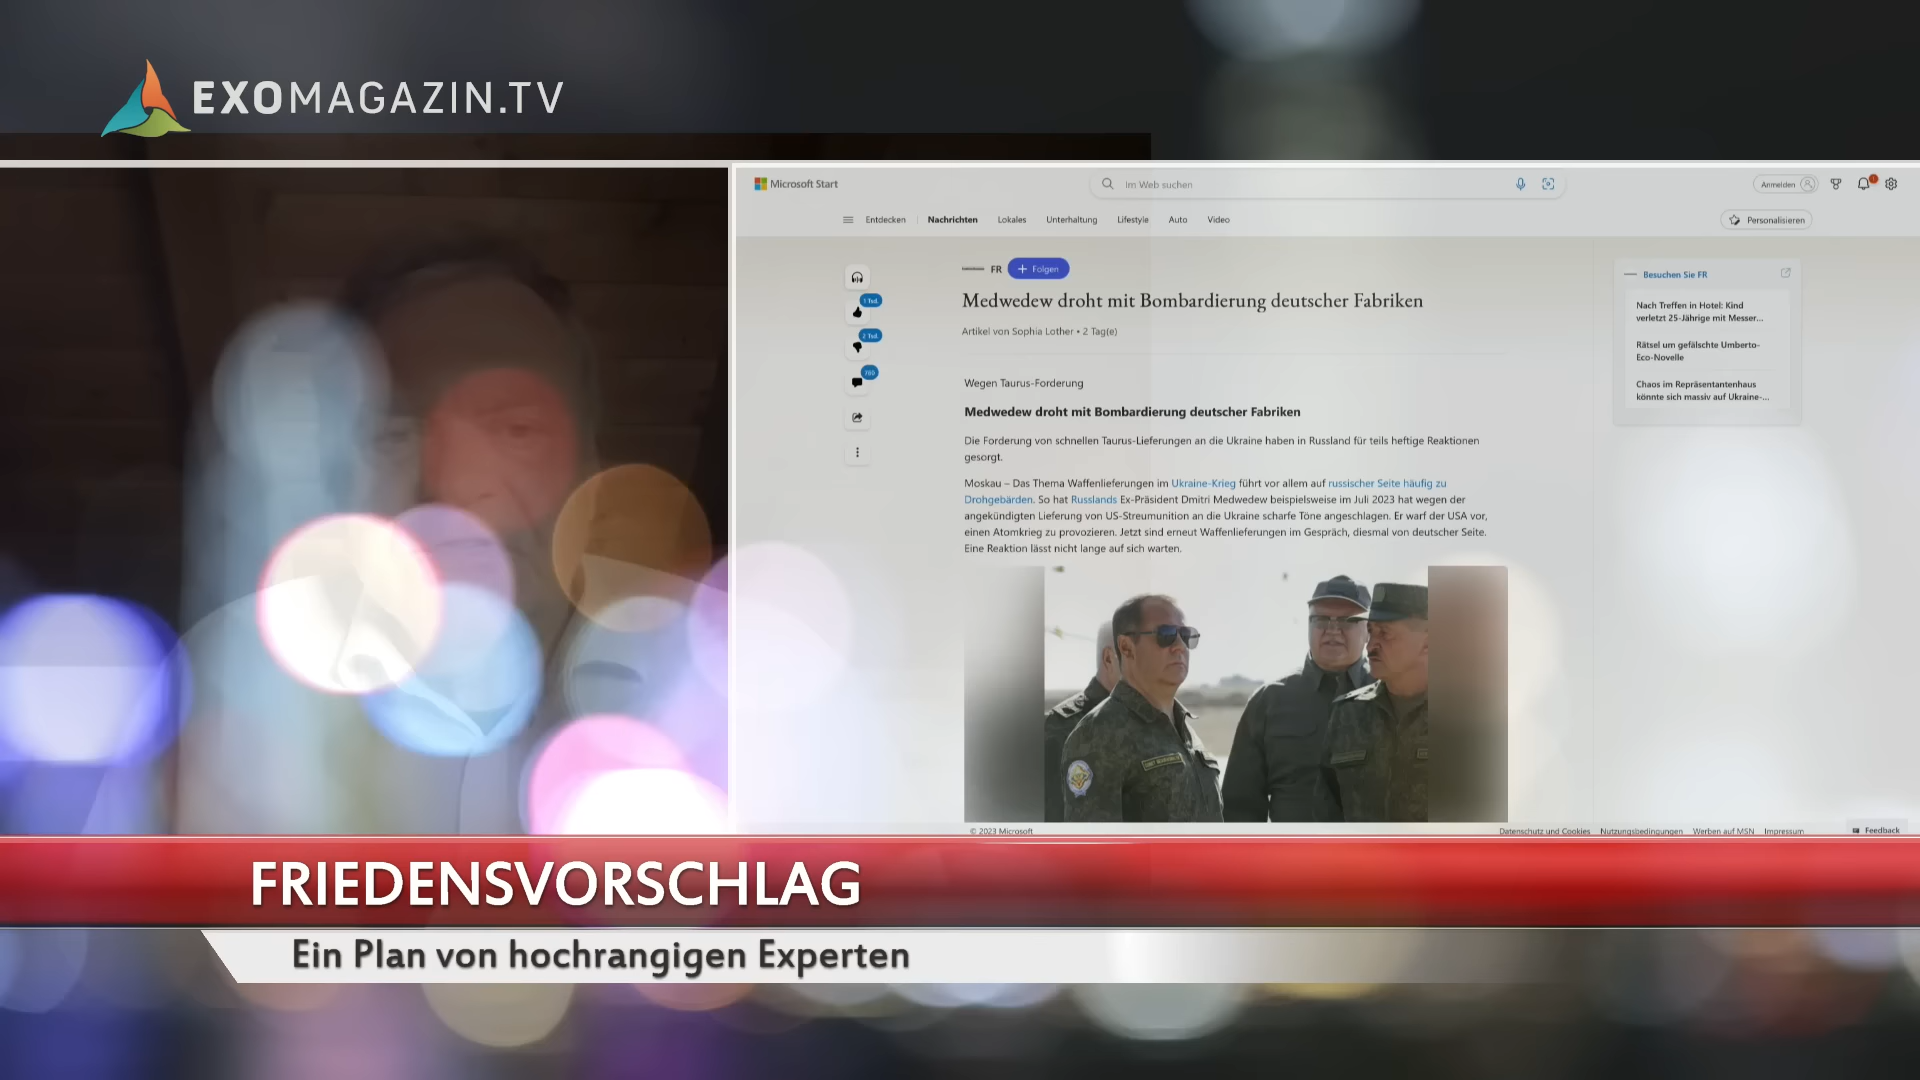 EXOMAGAZIN.TV
Microsoft Start
Im Web suchen
Anmelden
Entdecken
Nachrichten
Lokales
Unterhaltung
Lifestyle
Auto
Video
Personalisieren
FR
Folgen
Medwedew droht mit Bombardierung deutscher Fabriken
Artikel von Sophia Lother • 2 Tag(e)
1 Tsd.
2 Tsd.
Wegen Taurus-Forderung
Medwedew droht mit Bombardierung deutscher Fabriken
Die Forderung von schnellen Taurus-Lieferungen an die Ukraine haben in Russland für teils heftige Reaktionen
gesorgt.
Moskau – Das Thema Waffenlieferungen im Ukraine-Krieg führt vor allem auf russischer Seite häufig zu
Drohgebärden. So hat Russlands Ex-Präsident Dmitri Medwedew beispielsweise im Juli 2023 hat wegen der
angekündigten Lieferung von US-Streumunition an die Ukraine scharfe Töne angeschlagen. Er warf der USA vor,
einen Atomkrieg zu provozieren. Jetzt sind erneut Waffenlieferungen im Gespräch, diesmal von deutscher Seite.
Eine Reaktion lässt nicht lange auf sich warten.
Besuchen Sie FR
Nach Treffen in Hotel: Kind
verletzt 25-Jährige mit Messer...
Rätsel um gefälschte Umberto-
Eco-Novelle
Chaos im Repräsentantenhaus
könnte sich massiv auf Ukraine-...
© 2023 Microsoft
Datenschutz und Cookies
Nutzungsbedingungen
Werben auf MSN
Impressum
Feedback
FRIEDENSVORSCHLAG
Ein Plan von hochrangigen Experten